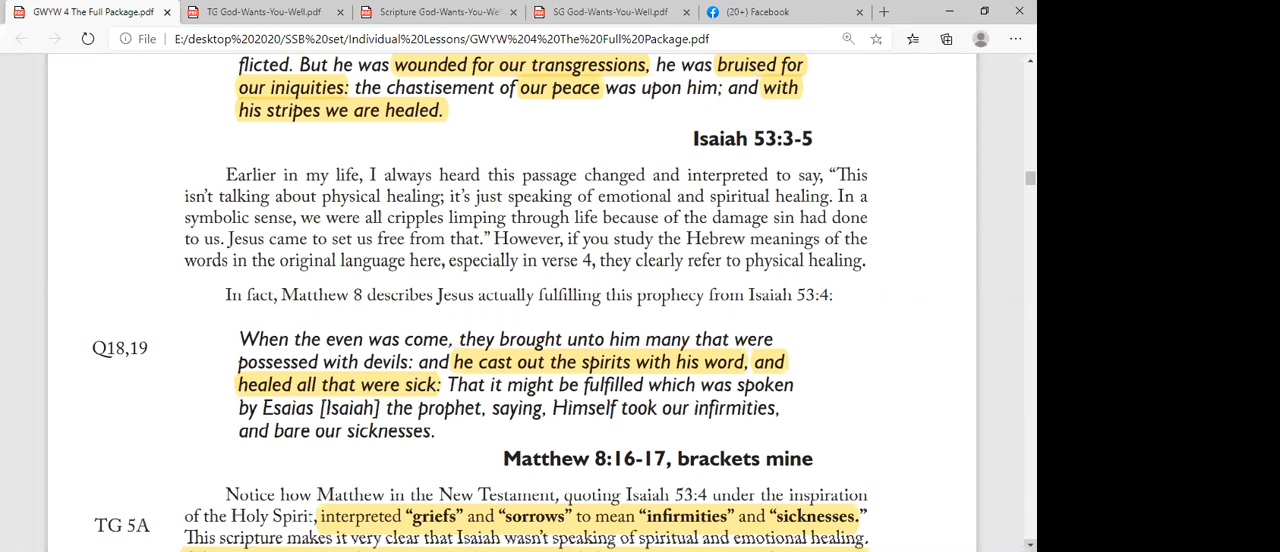 GWYW 4 The Full Package.pdf
TG God-Wants-You-Well.pdf
Scripture God-Wants-You-We
SG God-Wants-You-Well.pdf
(20+) Facebook
File E:/desktop%202020/SSB%20set/Individual%20Lessons/GWYW%204%20The%20Full%20Package.pdf
flicted. But he was wounded for our transgressions, he was bruised for
our iniquities: the chastisement of our peace was upon him; and with
his stripes we are healed.
Isaiah 53:3-5
Earlier in my life, I always heard this passage changed and interpreted to say, “This
isn’t talking about physical healing; it’s just speaking of emotional and spiritual healing. In a
symbolic sense, we were all cripples limping through life because of the damage sin had done
to us. Jesus came to set us free from that.” However, if you study the Hebrew meanings of the
words in the original language here, especially in verse 4, they clearly refer to physical healing.
In fact, Matthew 8 describes Jesus actually fulfilling this prophecy from Isaiah 53:4:
When the even was come, they brought unto him many that were
Q18,19
possessed with devils: and he cast out the spirits with his word, and
healed all that were sick: That it might be fulfilled which was spoken
by Esaias [Isaiah] the prophet, saying, Himself took our infirmities,
and bare our sicknesses.
Matthew 8:16-17, brackets mine
Notice how Matthew in the New Testament, quoting Isaiah 53:4 under the inspiration
TG 5A
of the Holy Spirit, interpreted “griefs” and “sorrows” to mean “infirmities” and “sicknesses.”
This scripture makes it very clear that Isaiah wasn’t speaking of spiritual and emotional healing.